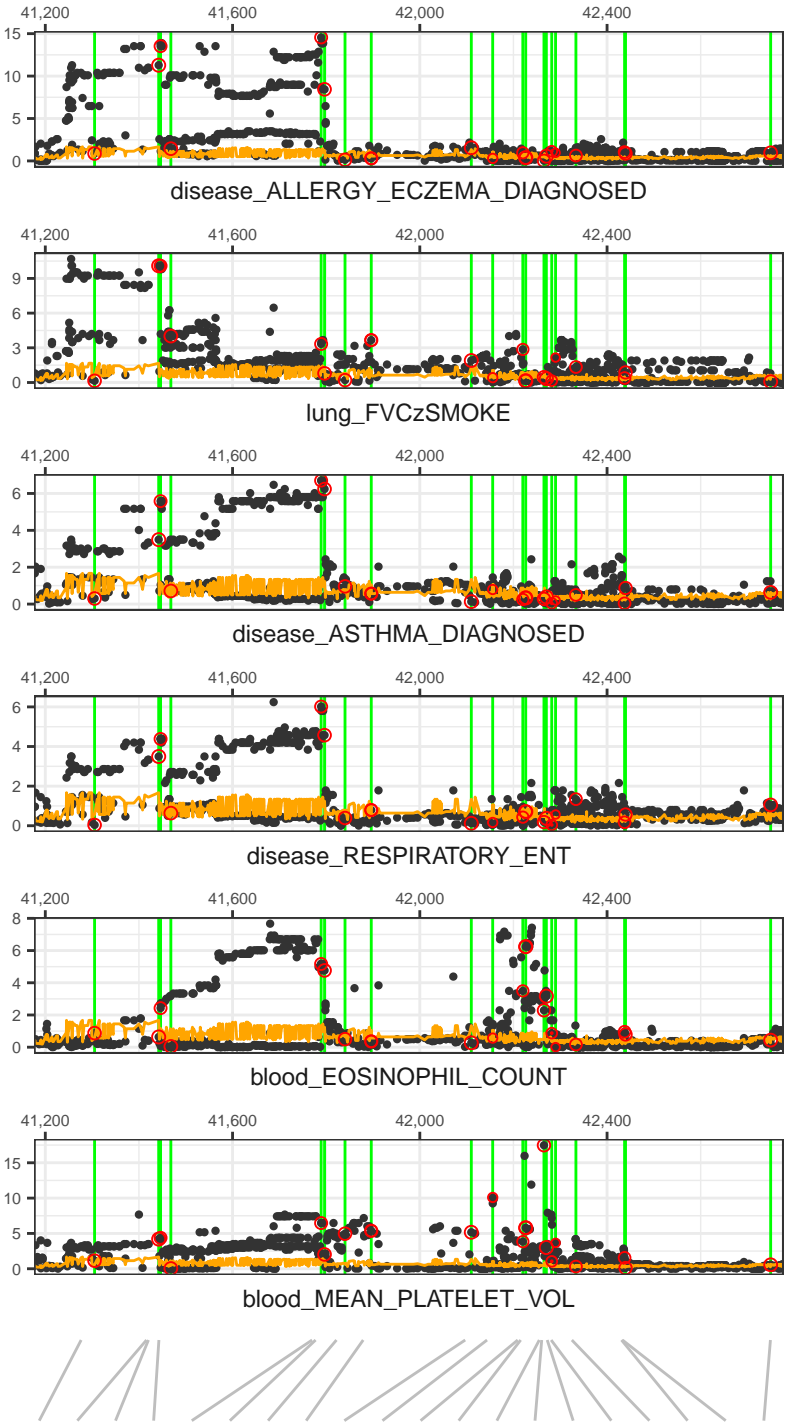 41,200 41,600 42,000 42,400
15
10
5
0
disease_ALLERGY_ECZEMA_DIAGNOSED
41,200 41,600 42,000 42,400
9
6
3
0
lung_FVCzSMOKE
41,200 41,600 42,000 42,400
6
4
2
0
disease_ASTHMA_DIAGNOSED
41,200 41,600 42,000 42,400
6
4
2
0
disease_RESPIRATORY_ENT
41,200 41,600 42,000 42,400
8
6
4
2
0
blood_EOSINOPHIL_COUNT
41,200 41,600 42,000 42,400
15
10
5
0
blood_MEAN_PLATELET_VOL